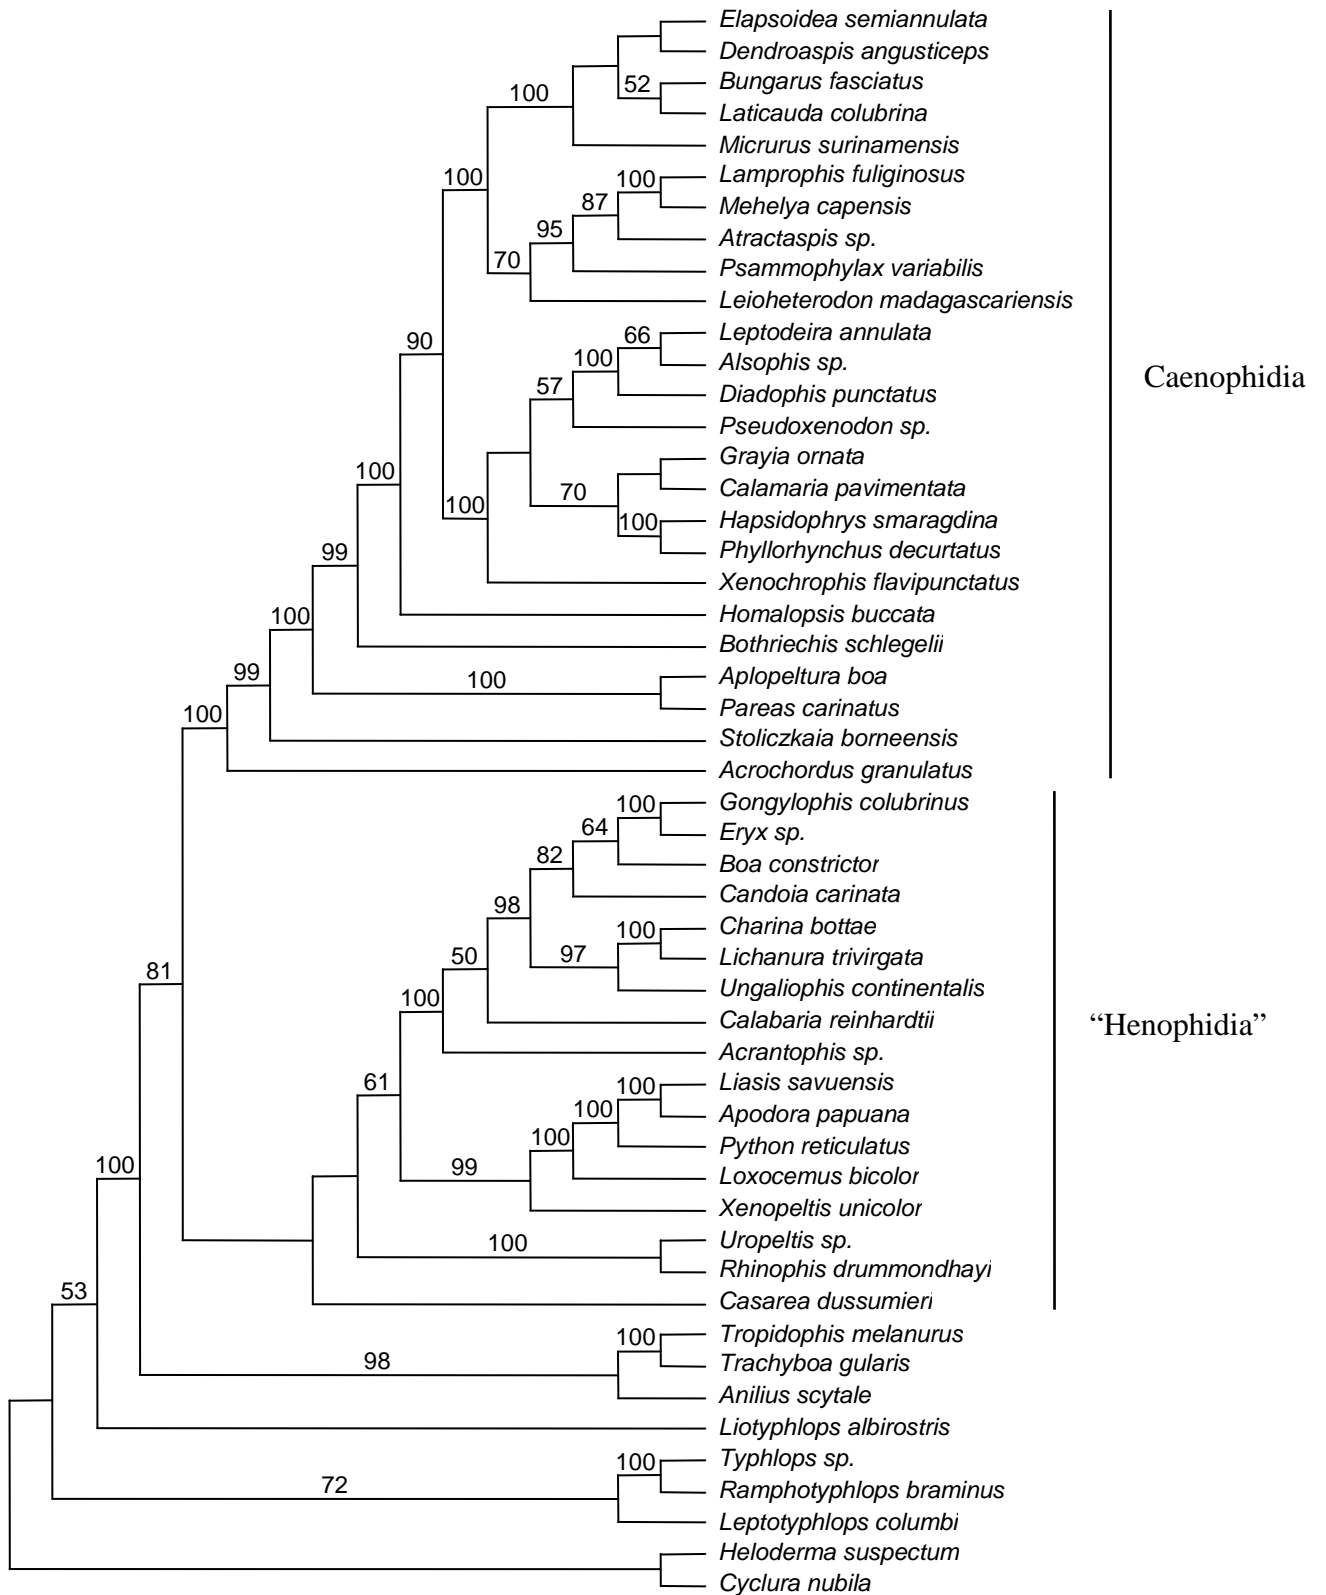 Elapsoidea semiannulata
Dendroaspis angusticeps
52
Bungarus fasciatus
100
Laticauda colubrina
Micrurus surinamensis
100
100
Lamprophis fuliginosus
87
Mehelya capensis
95
Atractaspis sp.
70
Psammophylax variabilis
Leioheterodon madagascariensis
90
66
Leptodeira annulata
100
Alsophis sp.
Caenophidia
57
Diadophis punctatus
Pseudoxenodon sp.
100
Grayia ornata
70
Calamaria pavimentata
100
100
Hapsidophrys smaragdina
99
Phyllorhynchus decurtatus
Xenochrophis flavipunctatus
100
Homalopsis buccata
Bothriechis schlegelii
99
100
Aplopeltura boa
100
Pareas carinatus
Stoliczkaia borneensis
Acrochordus granulatus
100
Gongylophis colubrinus
64
Eryx sp.
82
Boa constrictor
98
Candoia carinata
100
Charina bottae
50
97
Lichanura trivirgata
81
Ungaliophis continentalis
100
Calabaria reinhardtii
“Henophidia”
Acrantophis sp.
61
100
Liasis savuensis
100
Apodora papuana
100
Python reticulatus
100
99
Loxocemus bicolor
Xenopeltis unicolor
100
Uropeltis sp.
Rhinophis drummondhayi
53
Casarea dussumieri
100
Tropidophis melanurus
98
Trachyboa gularis
Anilius scytale
Liotyphlops albirostris
100
Typhlops sp.
72
Ramphotyphlops braminus
Leptotyphlops columbi
Heloderma suspectum
Cyclura nubila